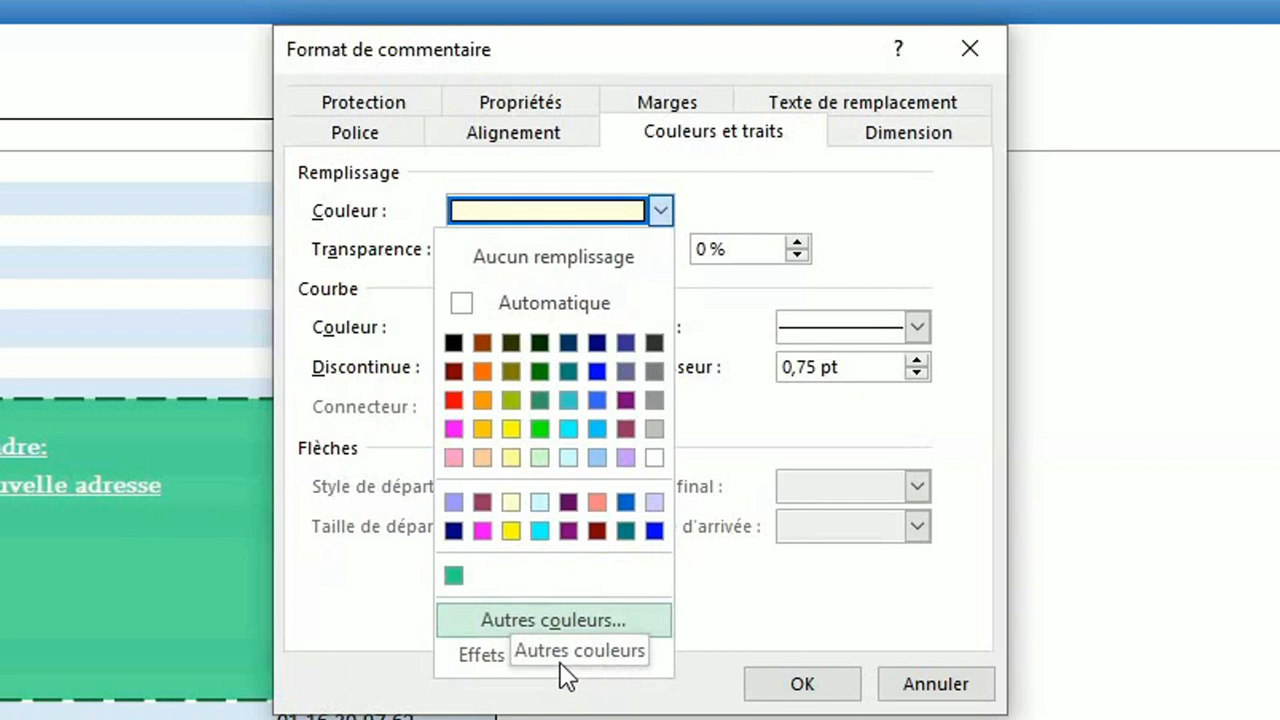 Format de commentaire
?
Protection Propriétés Marges Texte de remplacement
Police Alignement Couleurs et traits Dimension
Remplissage
Couleur :
Transparence : 0 %
Aucun remplissage
Automatique
Courbe
Couleur : :
Discontinue : seur : 0,75 pt
Connecteur :
Flèches
Style de départ final :
Taille de dépar d'arrivée :
Autres couleurs...
Effets
Autres couleurs
OK Annuler
dre:
uvelle adresse